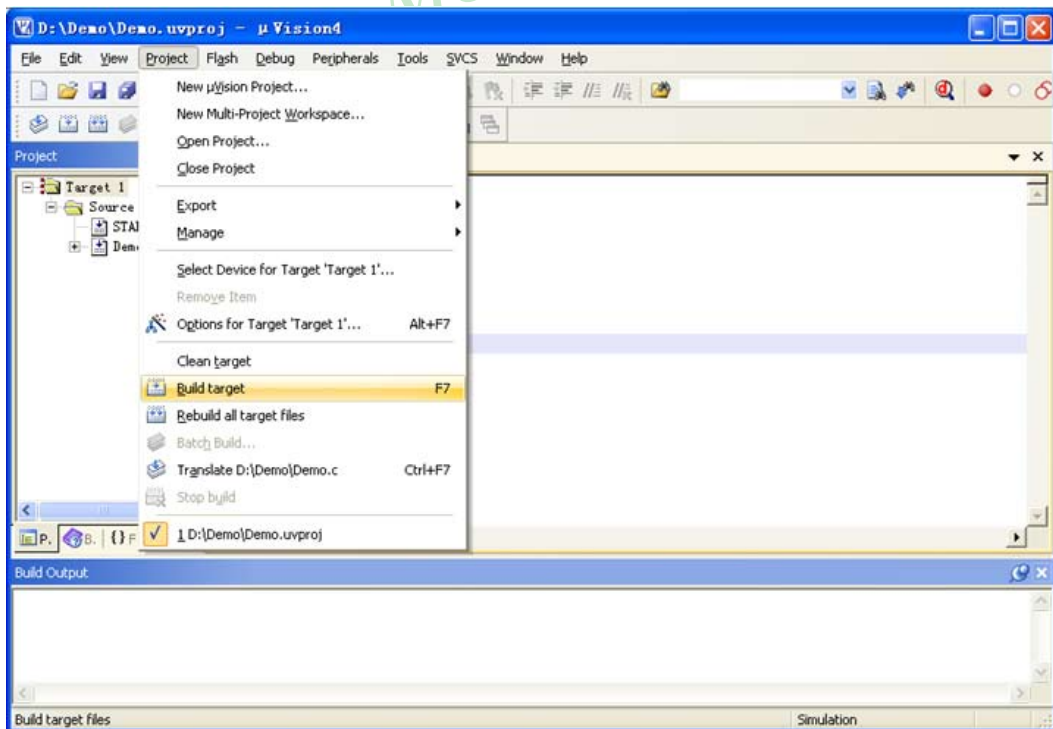 D:\Demo\Demo.uvproj - µVision4
File Edit View Project Flash Debug Peripherals Tools SVCS Window Help
New µVision Project...
New Multi-Project Workspace...
Open Project...
Close Project
Export
Manage
Select Device for Target 'Target 1'...
Remove Item
Options for Target 'Target 1'... Alt+F7
Clean target
Build target F7
Rebuild all target files
Batch Build...
Translate D:\Demo\Demo.c Ctrl+F7
Stop build
1 D:\Demo\Demo.uvproj
Project
Target 1
Source
P. B. {} F
Build Output
Build target files Simulation